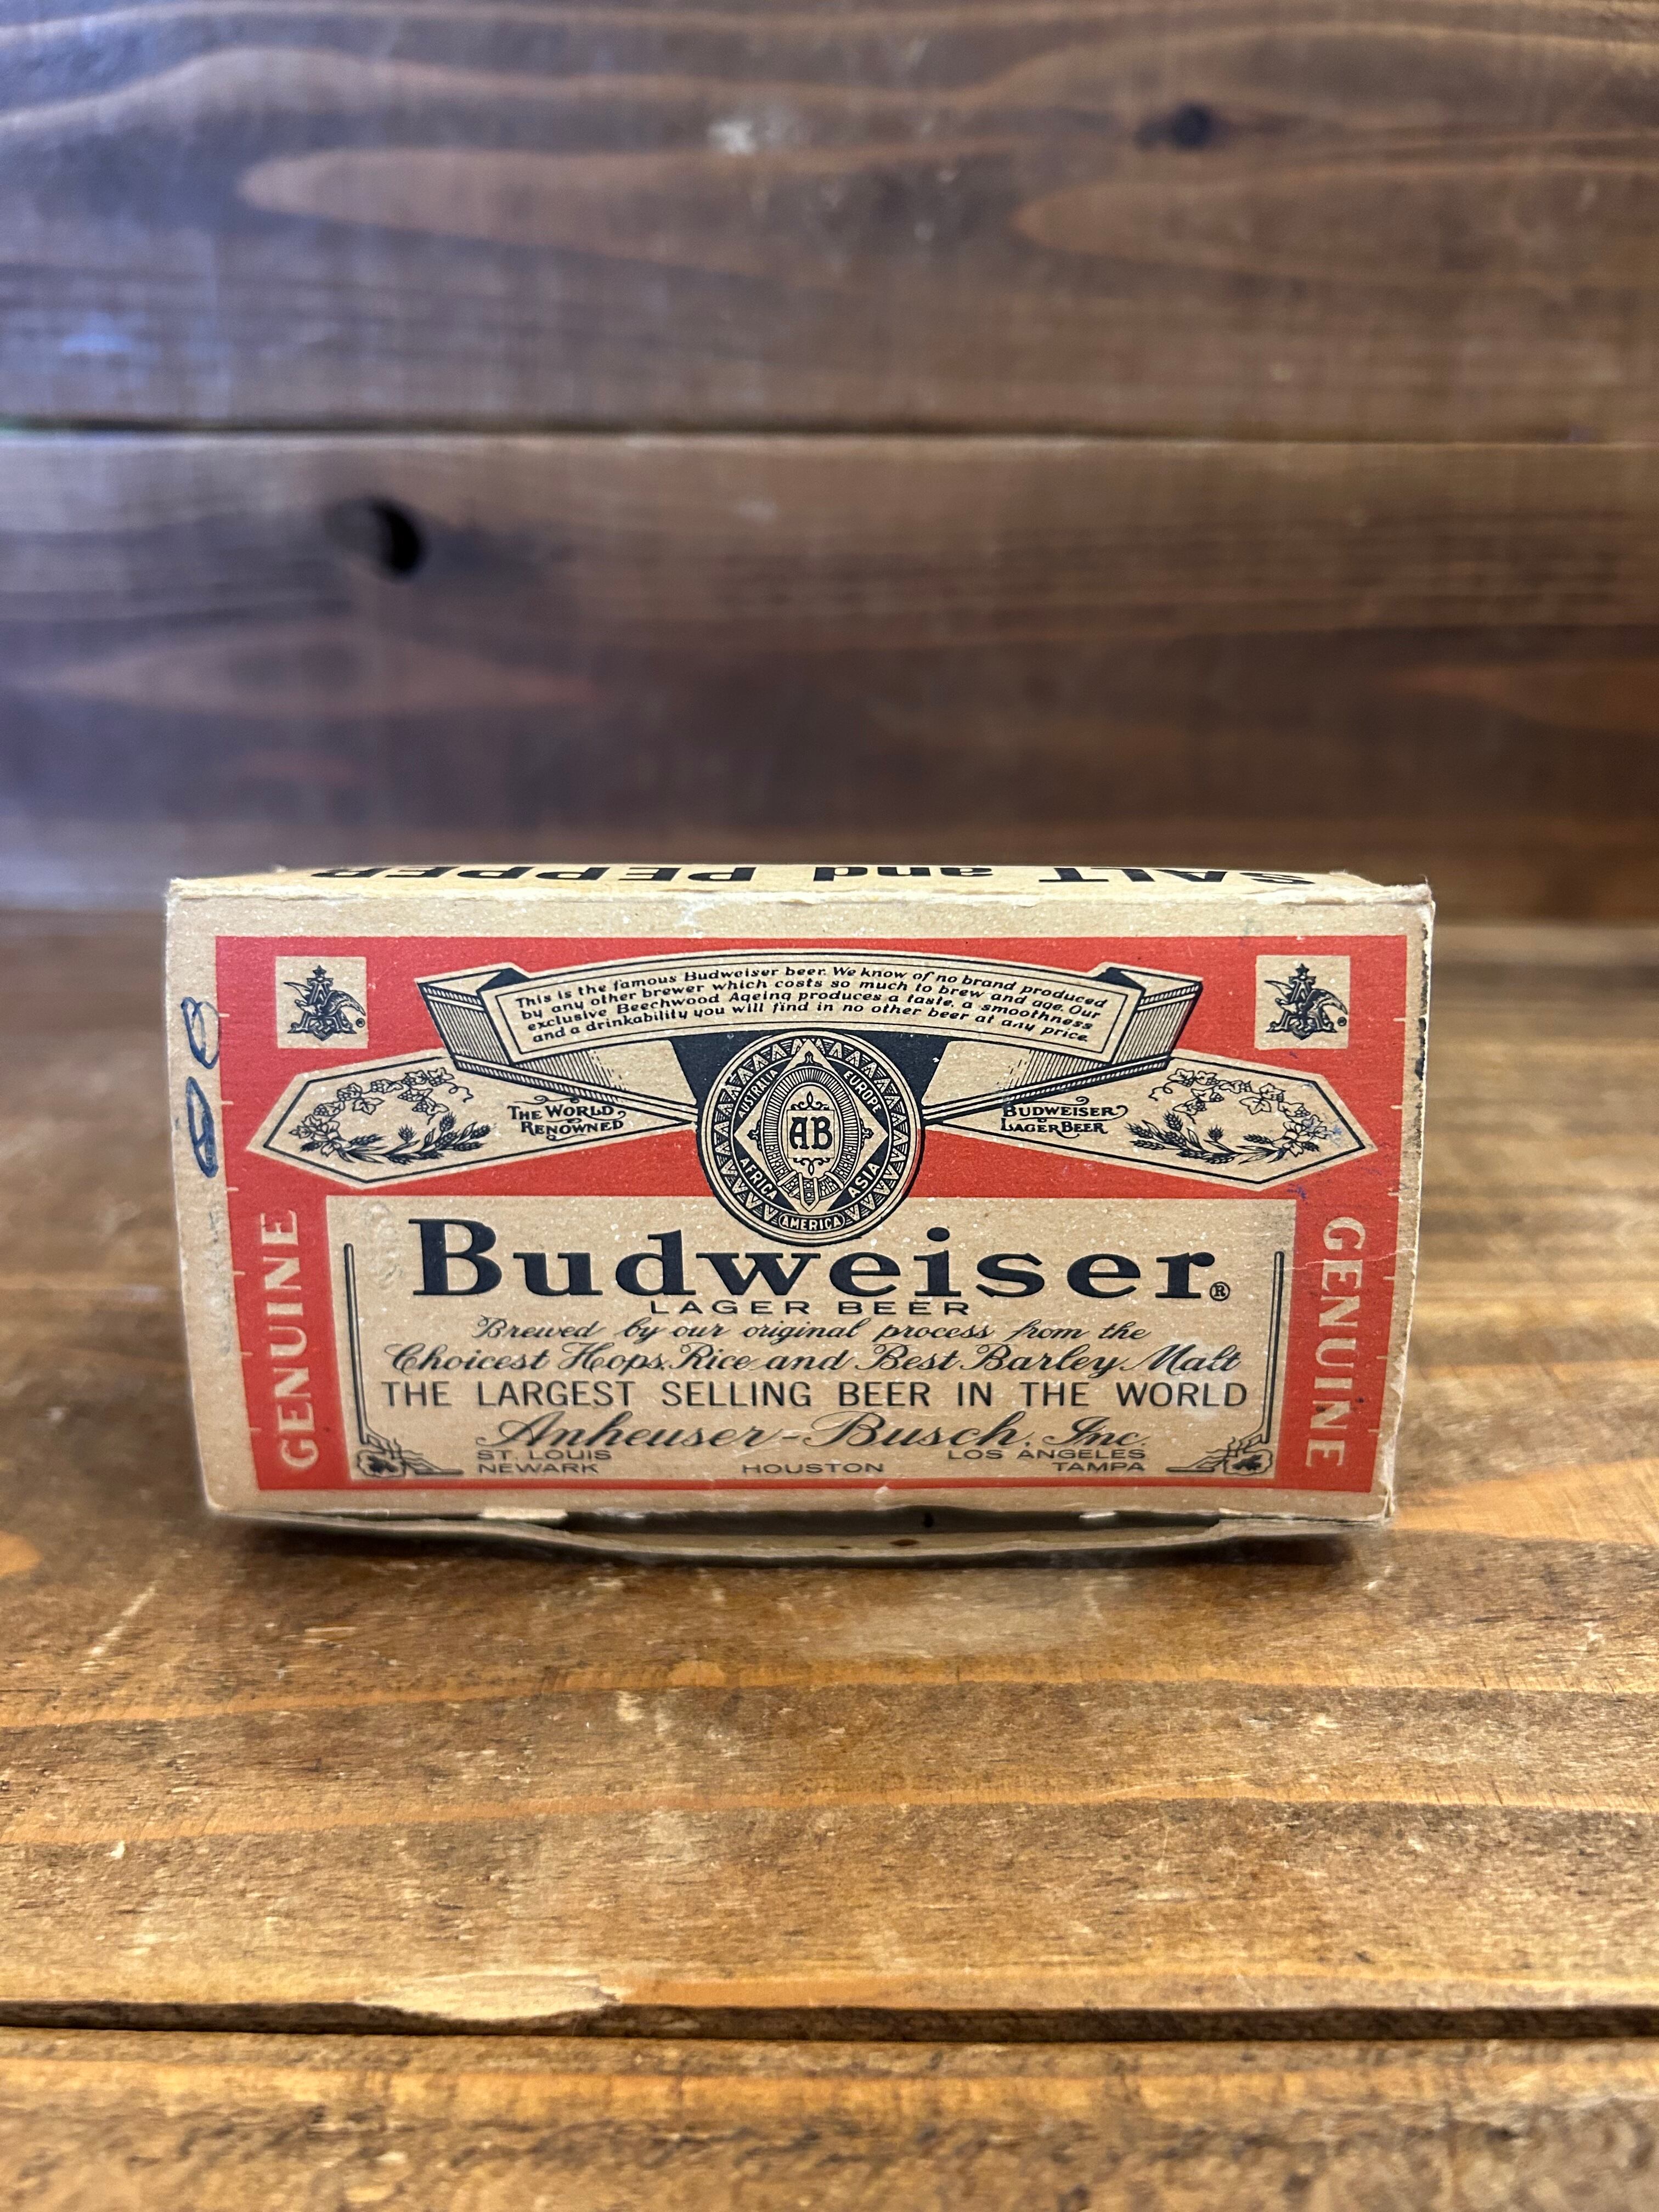 SALT and PEPPER
This is the famous Budweiser beer. We know of no brand produced
by any other brewer which costs so much to brew and age. Our
exclusive Beechwood Ageing produces a taste, a smoothness
and a drinkability you will find in no other beer at any price.
THE WORLD
RENOWNED
BUDWEISER
LAGER BEER
AUSTRALIA
EUROPE
AB
AFRICA
ASIA
AMERICA
GENUINE
GENUINE
Budweiser®
LAGER BEER
Brewed by our original process from the
Choicest Hops, Rice and Best Barley Malt
THE LARGEST SELLING BEER IN THE WORLD
Anheuser-Busch, Inc.
ST. LOUIS LOS ANGELES
NEWARK HOUSTON TAMPA